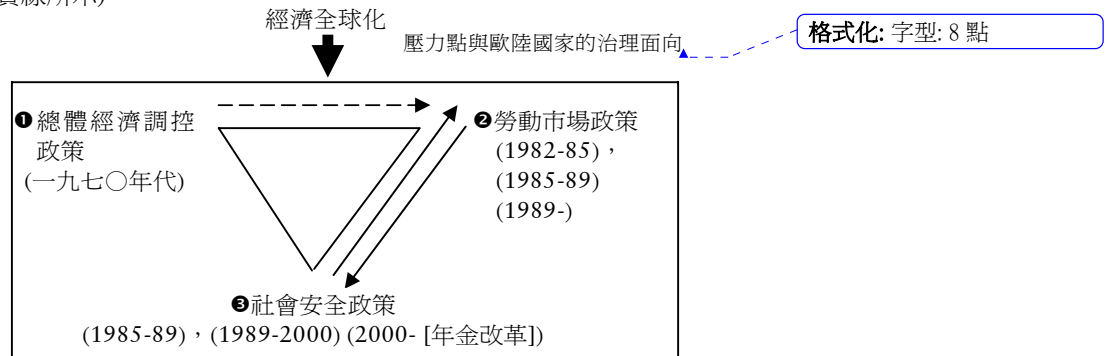 經濟全球化
壓力點與歐陸國家的治理面向
格式化: 字型: 8 點
❶總體經濟調控
政策
(一九七〇年代)
❷勞動市場政策
(1982-85)，
(1985-89)
(1989-)
❸社會安全政策
(1985-89)，(1989-2000) (2000- [年金改革])